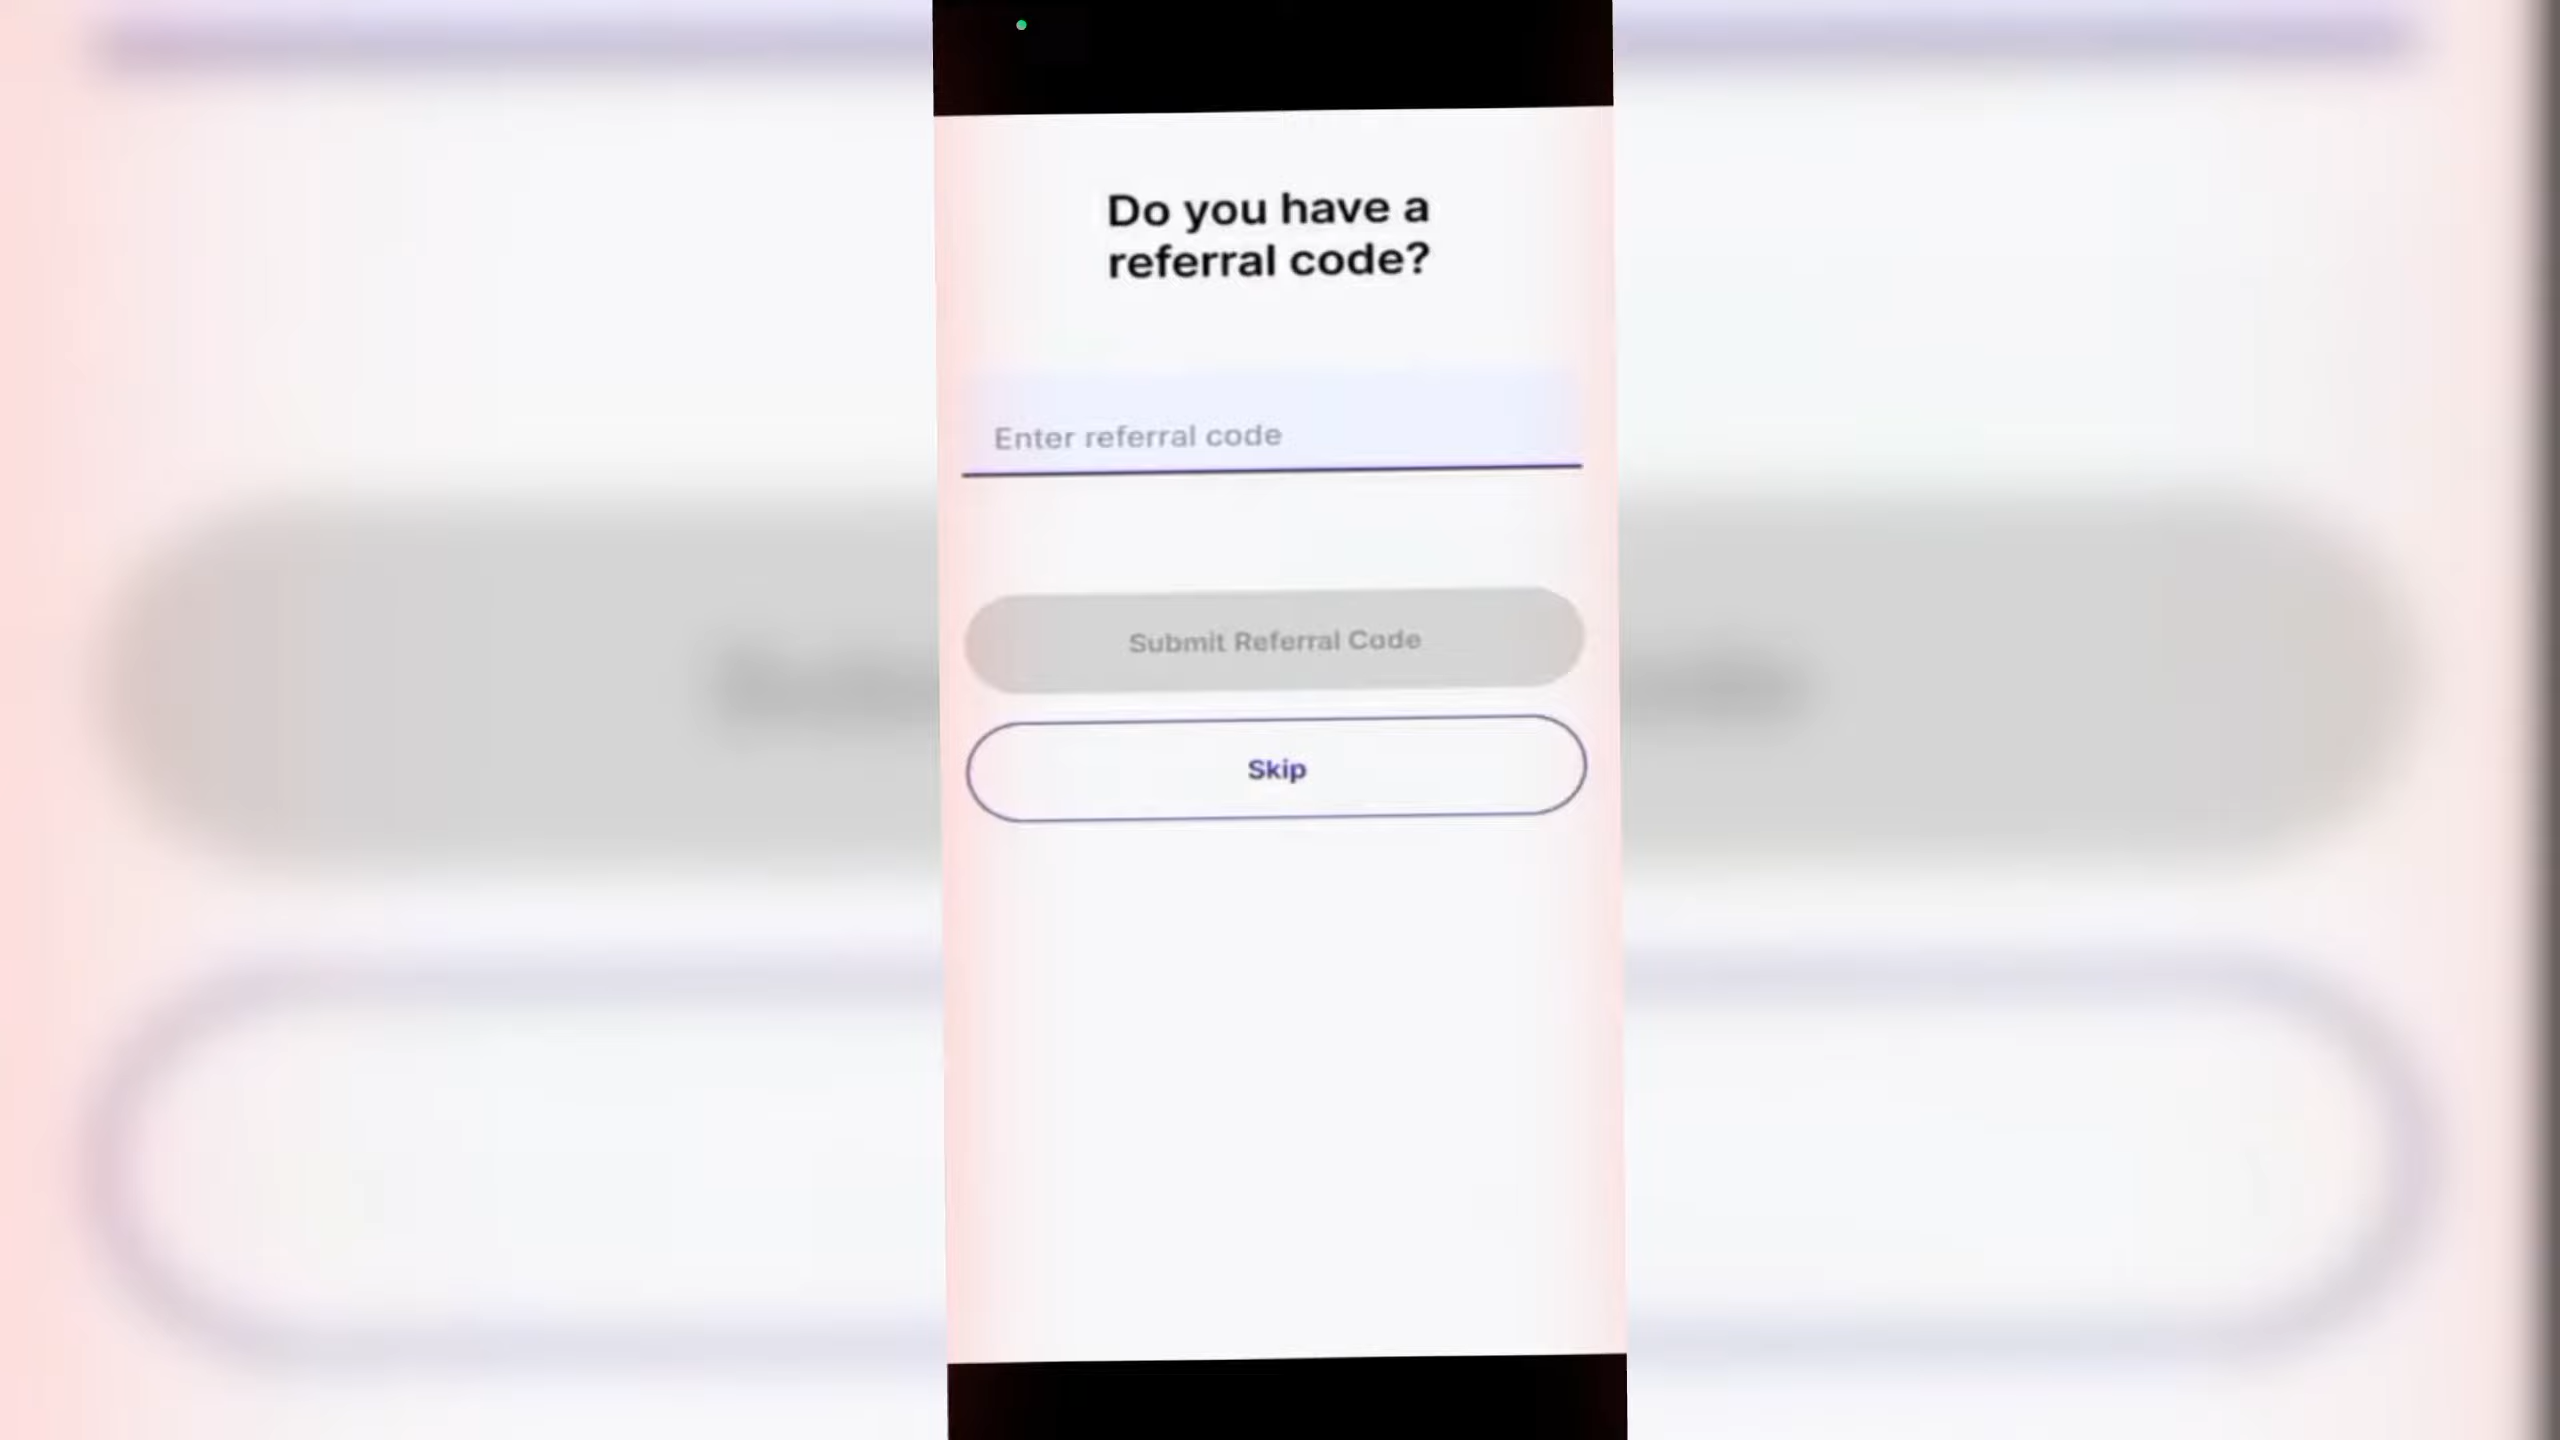 Do you have a
referral code?
Enter referral code
Submit Referral Code
Skip